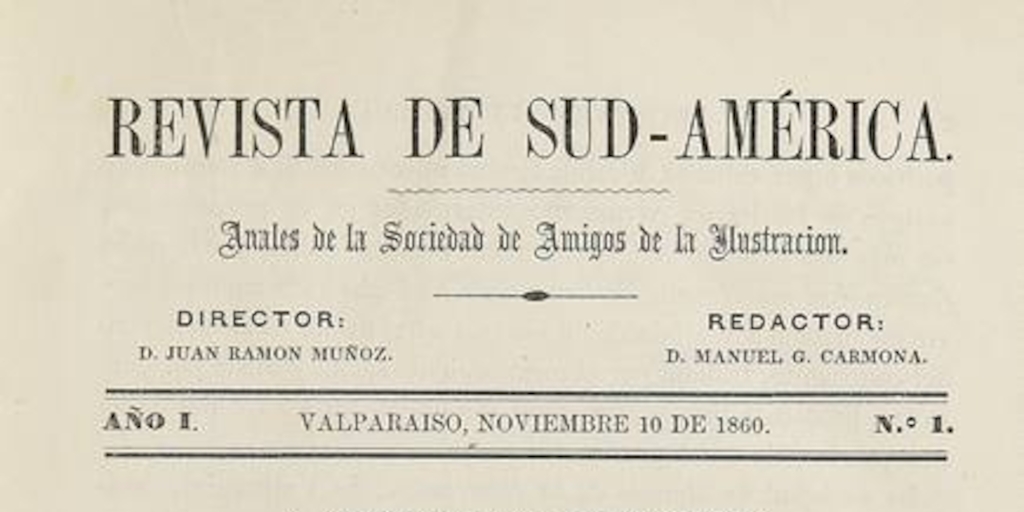 REVISTA DE SUD-AMÉRICA.
Anales de la Sociedad de Amigos de la Ilustracion.
DIRECTOR: REDACTOR:
D. JUAN RAMON MUÑOZ. D. MANUEL G. CARMONA.
AÑO I. VALPARAISO, NOVIEMBRE 10 DE 1860. N.º 1.